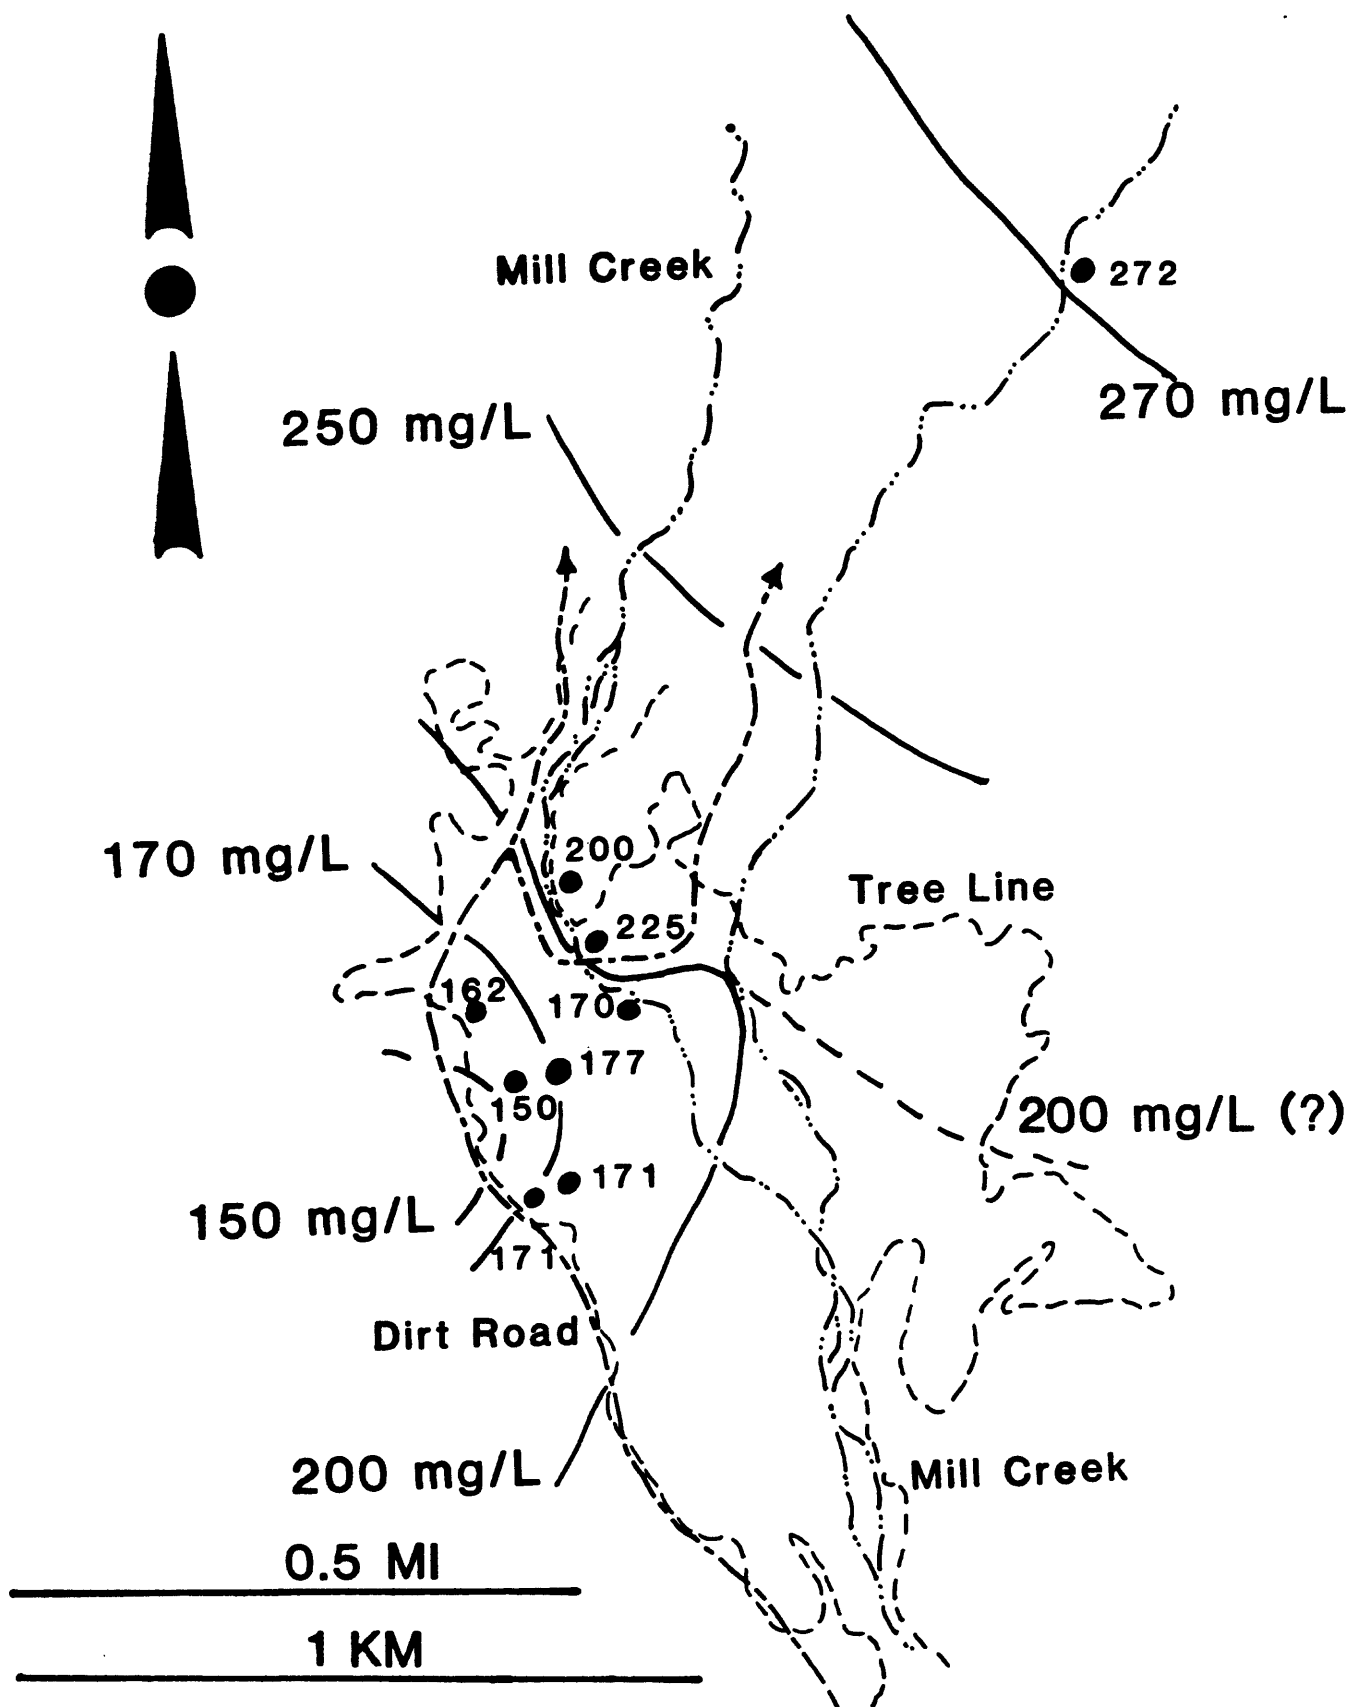 Mill Creek
272
270 mg/L
250 mg/L
200
170 mg/L
Tree Line
225
162
170
177
150
200 mg/L (?)
171
150 mg/L
171
Dirt Road
200 mg/L
Mill Creek
0.5 MI
1 KM